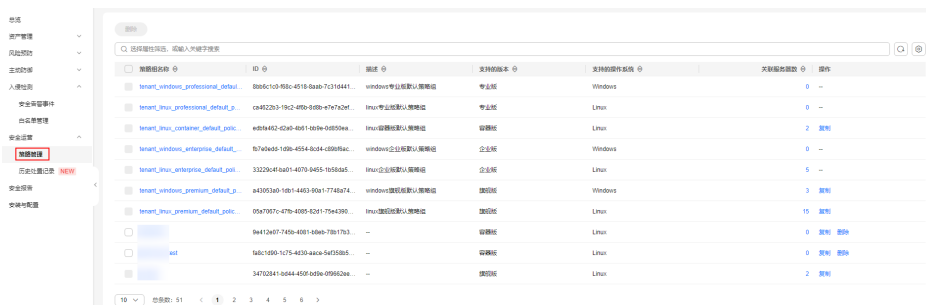 总览
资产管理
风险预防
主动防御
入侵检测
安全告警事件
白名单管理
安全运营
策略管理
历史处置记录 NEW
安全报告
安装与配置
删除
选择属性筛选，或输入关键字搜索
策略组名称 ID 描述 支持的版本 支持的操作系统 关联服务器数 操作
tenant_windows_professional_defaul... 8bb6c1c0-f68c-4518-8aab-7c31d441... windows专业版默认策略组 专业版 Windows 0 --
tenant_linux_professional_default_p... ca4622b3-19c2-4f6b-8d8b-e7e7a2ef... linux专业版默认策略组 专业版 Linux 0 --
tenant_linux_container_default_polic... edbfa462-d2a0-4b61-bb9e-0d850ea... linux容器版默认策略组 容器版 Linux 2 复制
tenant_windows_enterprise_default_... fb7e0edd-1d9b-4554-8cd4-c89bf6ac... windows企业版默认策略组 企业版 Windows 0 --
tenant_linux_enterprise_default_poli... 33229c4f-ba01-4070-9455-1b58da5... linux企业版默认策略组 企业版 Linux 5 --
tenant_windows_premium_default_p... a43053a0-1db1-4463-90a1-7748a74... windows旗舰版默认策略组 旗舰版 Windows 3 复制
tenant_linux_premium_default_polic... 05a7067c-47fb-4085-82d1-75e4390... linux旗舰版默认策略组 旗舰版 Linux 15 复制
9e412e07-745b-4081-b8eb-78b17b3... -- 容器版 Linux 0 复制 删除
est fa8c1d90-1c75-4d30-aace-5ef358b5... -- 容器版 Linux 0 复制 删除
34702841-bd44-450f-bd9e-0f9662ee... -- 旗舰版 Linux 2 复制
10 总条数: 51 < 1 2 3 4 5 6 >